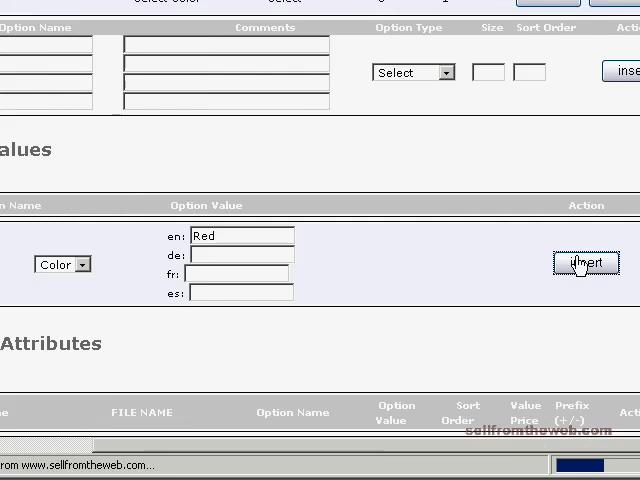 Option Name Comments Option Type Size Sort Order
Select
alues
n Name Option Value Action
en: Red
de:
Color
insert
fr:
es:
Attributes
FILE NAME Option Name Option Value Sort Order Value Price Prefix (+/-)
sellfromtheweb.com
rom www.sellfromtheweb.com...